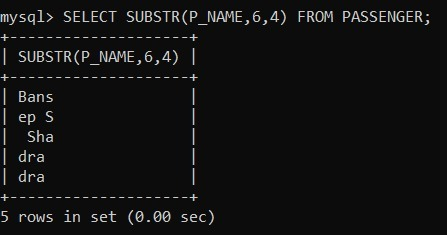 mysql> SELECT SUBSTR(P_NAME,6,4) FROM PASSENGER;
+--------------------+
| SUBSTR(P_NAME,6,4) |
+--------------------+
| Bans               |
| ep S               |
|  Sha               |
| dra                |
| dra                |
+--------------------+
5 rows in set (0.00 sec)